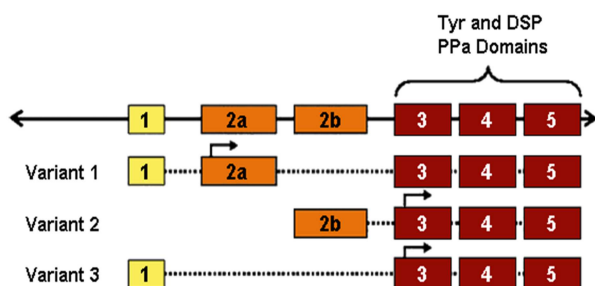 Tyr and DSP
PPa Domains
1 2a 2b 3 4 5
Variant 1 1 2a 3 4 5
Variant 2 2b 3 4 5
Variant 3 1 3 4 5